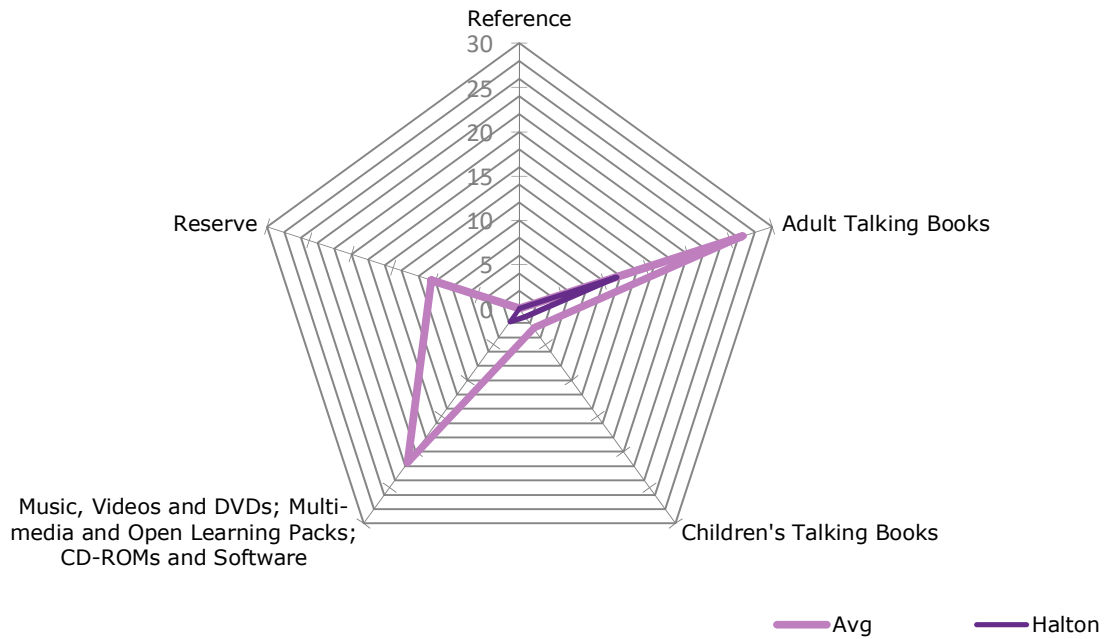 Reference
30
25
20
15
10
5
0
Reserve
Adult Talking Books
Music, Videos and DVDs; Multi-
media and Open Learning Packs;
CD-ROMs and Software
Children's Talking Books
Avg
Halton